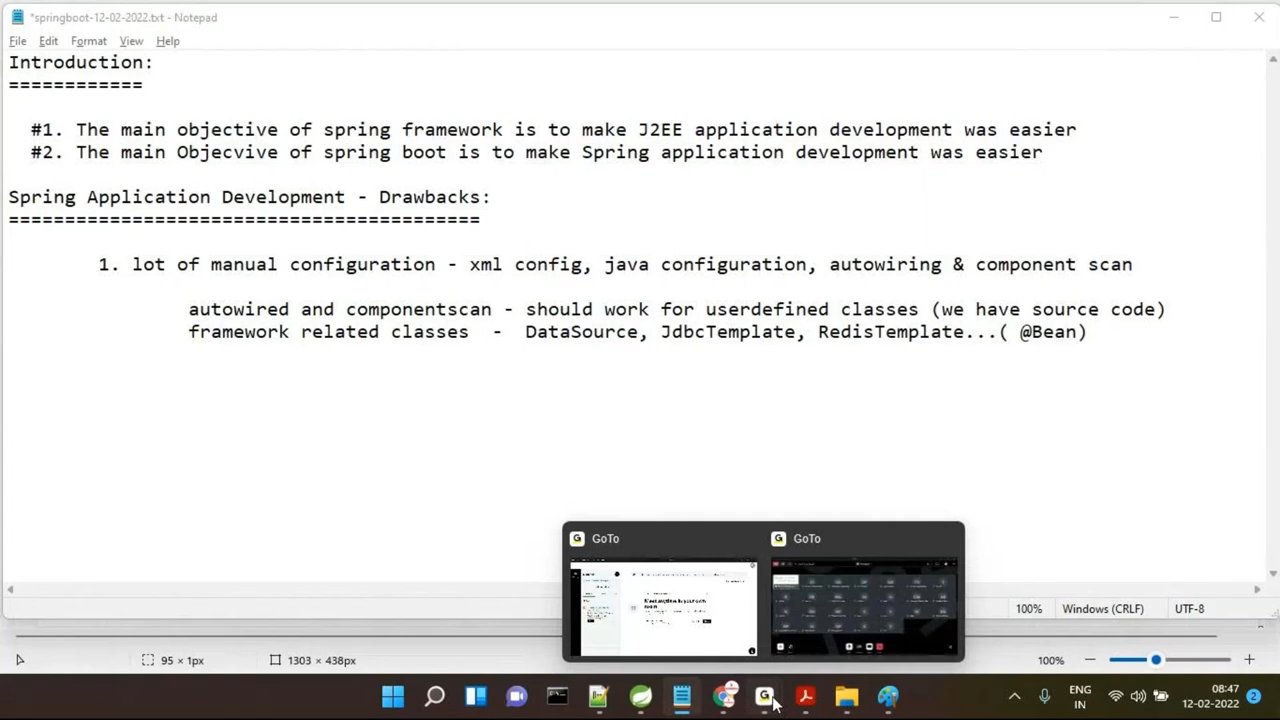 *springboot-12-02-2022.txt - Notepad
File Edit Format View Help
Introduction:
============
#1. The main objective of spring framework is to make J2EE application development was easier
#2. The main Objecvive of spring boot is to make Spring application development was easier
Spring Application Development - Drawbacks:
==========================================
1. lot of manual configuration - xml config, java configuration, autowiring & component scan
autowired and componentscan - should work for userdefined classes (we have source code)
framework related classes - DataSource, JdbcTemplate, RedisTemplate...( @Bean)
GoTo GoTo
100% Windows (CRLF) UTF-8
95 × 1px 1303 × 438px 100%
ENG 08:47
IN 12-02-2022 2